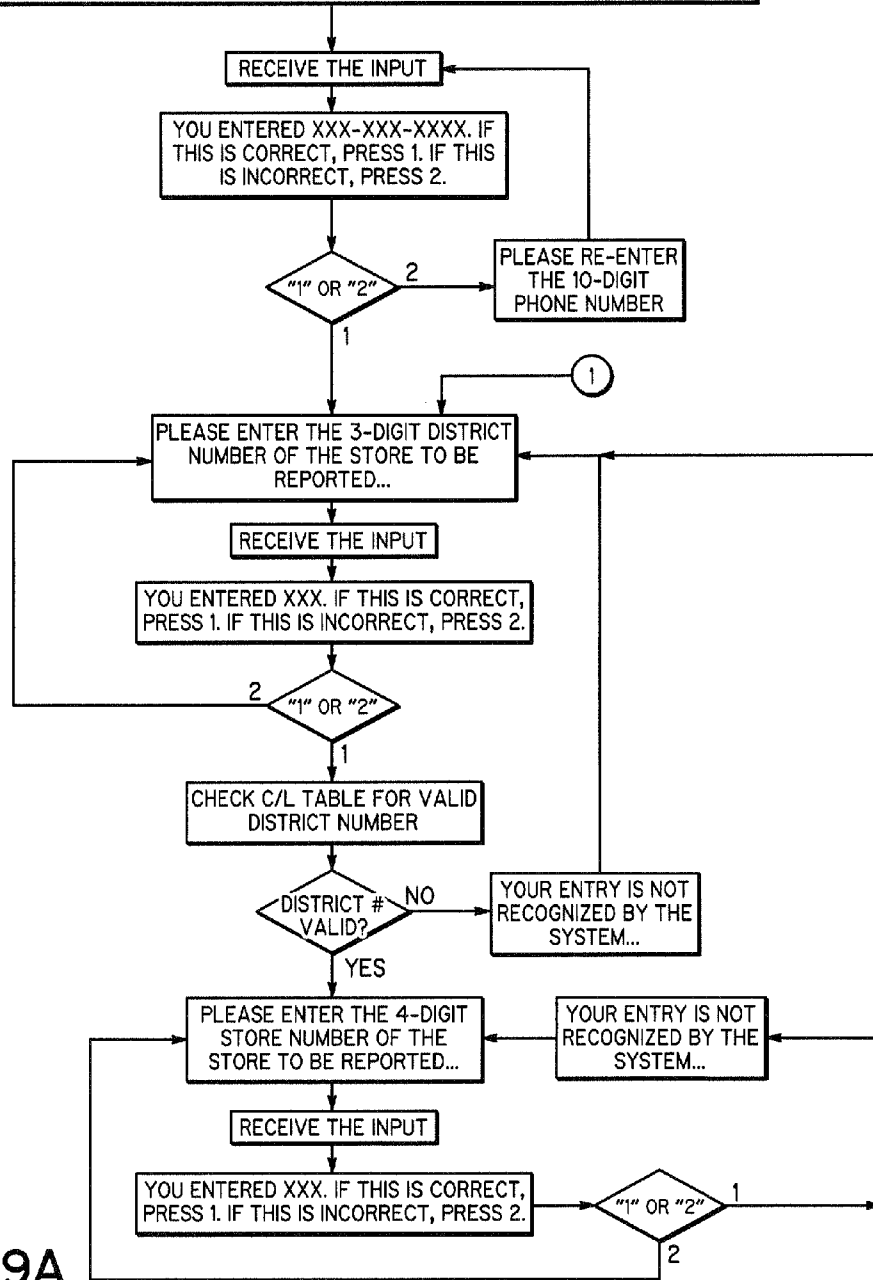 RECEIVE THE INPUT
YOU ENTERED XXX-XXX-XXXX. IF
THIS IS CORRECT, PRESS 1. IF THIS
IS INCORRECT, PRESS 2.
"1" OR "2"
2
1
PLEASE RE-ENTER
THE 10-DIGIT
PHONE NUMBER
1
PLEASE ENTER THE 3-DIGIT DISTRICT
NUMBER OF THE STORE TO BE
REPORTED...
RECEIVE THE INPUT
YOU ENTERED XXX. IF THIS IS CORRECT,
PRESS 1. IF THIS IS INCORRECT, PRESS 2.
2
"1" OR "2"
1
CHECK C/L TABLE FOR VALID
DISTRICT NUMBER
DISTRICT #
VALID?
NO
YES
YOUR ENTRY IS NOT
RECOGNIZED BY THE
SYSTEM...
PLEASE ENTER THE 4-DIGIT
STORE NUMBER OF THE
STORE TO BE REPORTED...
YOUR ENTRY IS NOT
RECOGNIZED BY THE
SYSTEM...
RECEIVE THE INPUT
YOU ENTERED XXX. IF THIS IS CORRECT,
PRESS 1. IF THIS IS INCORRECT, PRESS 2.
"1" OR "2"
1
2
9A